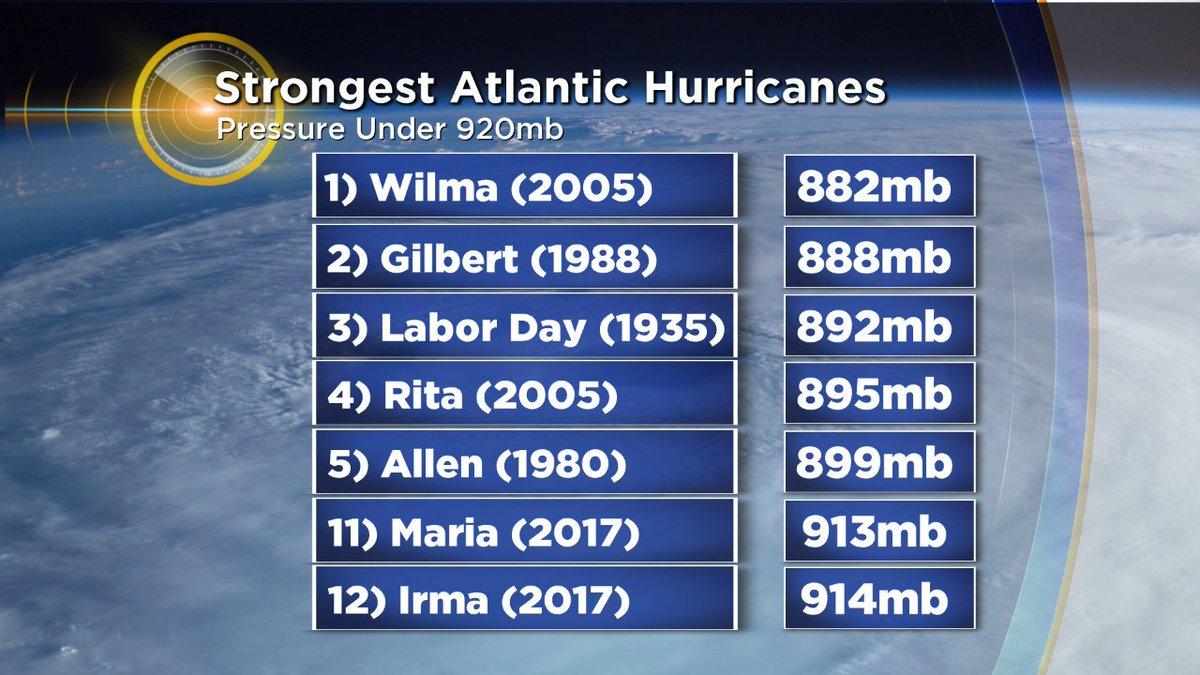 Strongest Atlantic Hurricanes
Pressure Under 920mb
1) Wilma (2005) 882mb
2) Gilbert (1988) 888mb
3) Labor Day (1935) 892mb
4) Rita (2005) 895mb
5) Allen (1980) 899mb
11) Maria (2017) 913mb
12) Irma (2017) 914mb